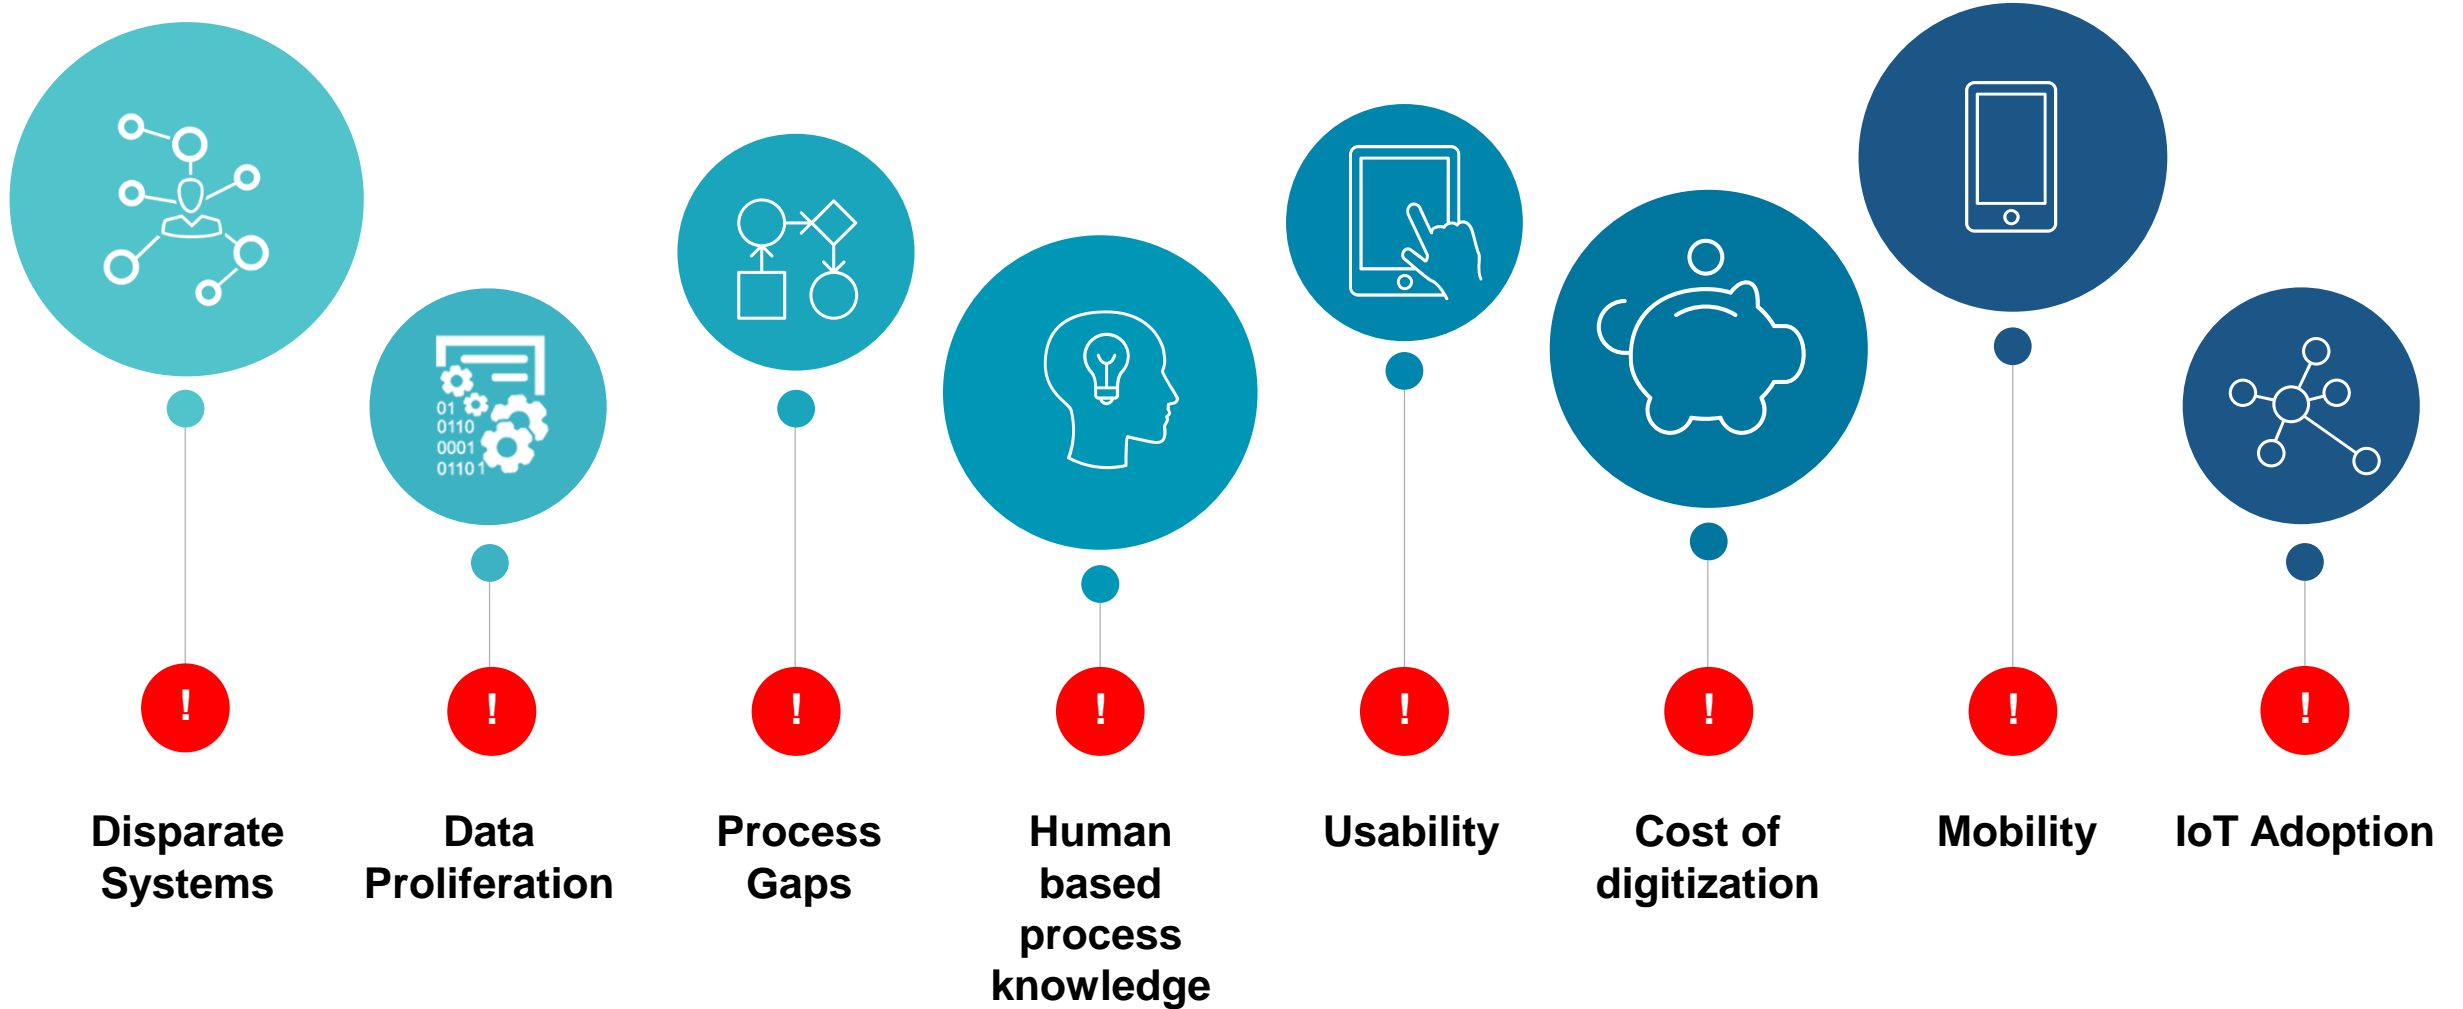 01
0110
0001
01101
!
!
!
!
!
!
!
!
Disparate
Systems
Data
Proliferation
Process
Gaps
Human
based
process
knowledge
Usability
Cost of
digitization
Mobility
IoT Adoption